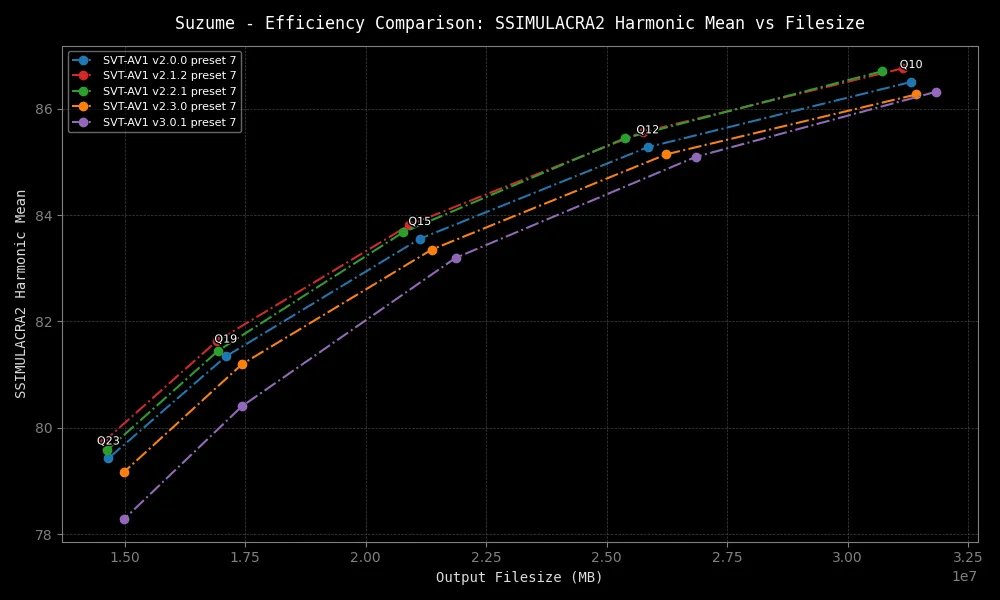 Suzume - Efficiency Comparison: SSIMULACRA2 Harmonic Mean vs Filesize
SVT-AV1 v2.0.0 preset 7
SVT-AV1 v2.1.2 preset 7
SVT-AV1 v2.2.1 preset 7
SVT-AV1 v2.3.0 preset 7
SVT-AV1 v3.0.1 preset 7
Q10
Q12
Q15
Q19
Q23
SSIMULACRA2 Harmonic Mean
86
84
82
80
78
1.50 1.75 2.00 2.25 2.50 2.75 3.00 3.25
1e7
Output Filesize (MB)